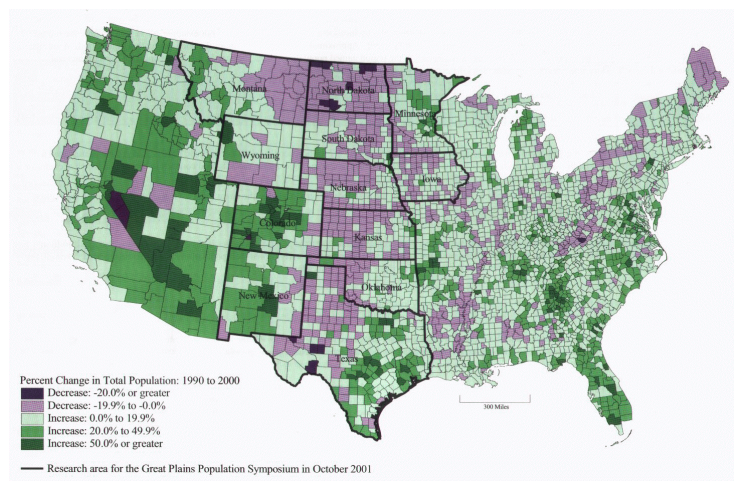 Montana
North Dakota
Minnesota
South Dakota
Wyoming
Iowa
Nebraska
Colorado
Kansas
Oklahoma
New Mexico
Texas
Percent Change in Total Population: 1990 to 2000
Decrease: -20.0% or greater
Decrease: -19.9% to -0.0%
Increase: 0.0% to 19.9%
Increase: 20.0% to 49.9%
Increase: 50.0% or greater
300 Miles
Research area for the Great Plains Population Symposium in October 2001